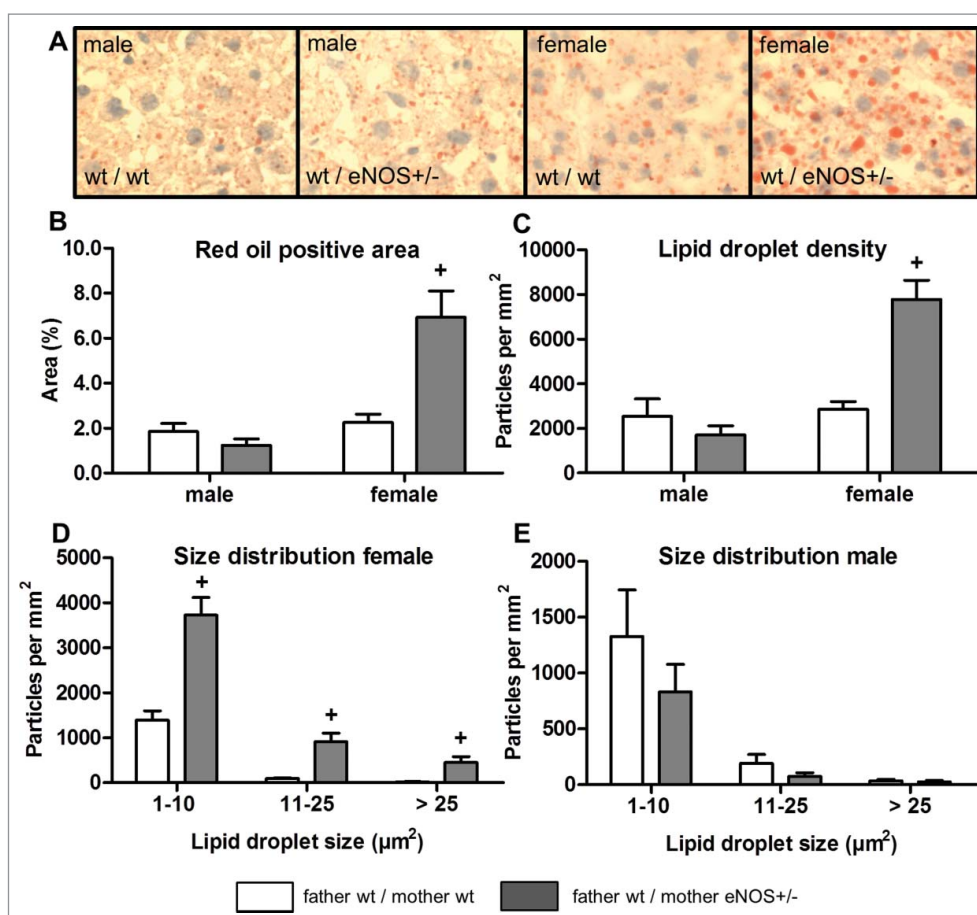 A
male
male
female
female
wt / wt
wt / eNOS+/-
wt / wt
wt / eNOS+/-
B
Red oil positive area
Area (%)
10.0
8.0
6.0
4.0
2.0
0.0
+
male
female
C
Lipid droplet density
Particles per mm²
10000
8000
6000
4000
2000
0
+
male
female
D
Size distribution female
Particles per mm²
5000
4000
3000
2000
1000
0
+
+
+
1-10
11-25
> 25
Lipid droplet size (µm²)
E
Size distribution male
Particles per mm²
2000
1500
1000
500
0
1-10
11-25
> 25
Lipid droplet size (µm²)
father wt / mother wt
father wt / mother eNOS+/-